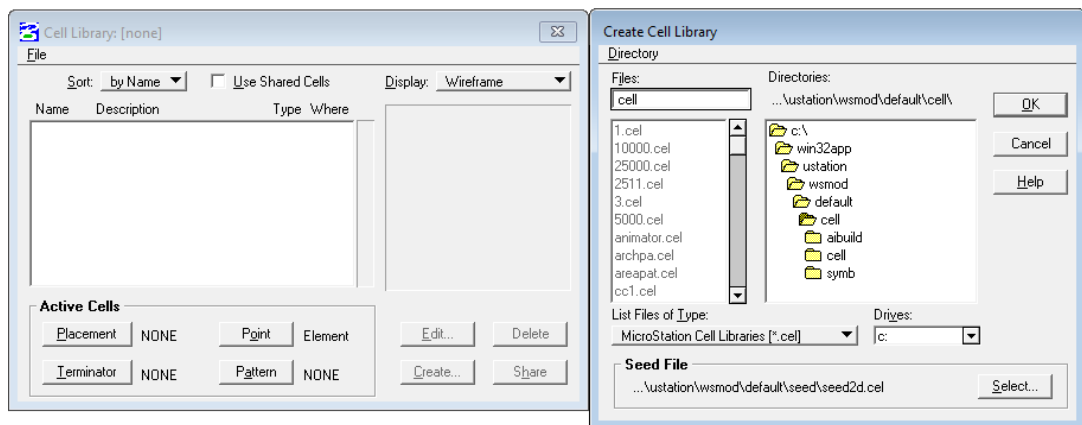 Cell Library: [none]
File
Sort: by Name Use Shared Cells Display: Wireframe
Name Description Type Where
Active Cells
Placement NONE Point Element
Terminator NONE Pattern NONE
Edit... Delete
Create... Share
Create Cell Library
Directory
Files:
cell
1.cel
10000.cel
25000.cel
2511.cel
3.cel
5000.cel
animator.cel
archpa.cel
areapat.cel
cc1.cel
Directories:
...\ustation\wsmod\default\cell\
c:\
win32app
ustation
wsmod
default
cell
aibuild
cell
symb
OK
Cancel
Help
List Files of Type:
MicroStation Cell Libraries [*.cel]
Drives:
c:
Seed File
...\ustation\wsmod\default\seed\seed2d.cel
Select...